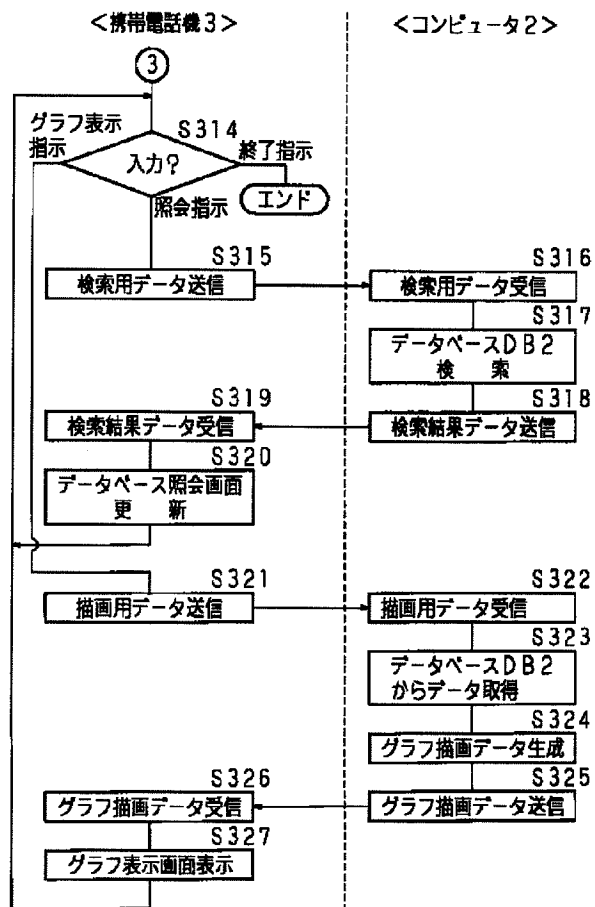 ＜携帯電話機３＞
＜コンピュータ２＞
3
グラフ表示
指示
S314
入力？
終了指示
エンド
照会指示
S315
検索用データ送信
S316
検索用データ受信
S317
データベースＤＢ２
検　索
S318
検索結果データ送信
S319
検索結果データ受信
S320
データベース照会画面
更　新
S321
描画用データ送信
S322
描画用データ受信
S323
データベースＤＢ２
からデータ取得
S324
グラフ描画データ生成
S325
グラフ描画データ送信
S326
グラフ描画データ受信
S327
グラフ表示画面表示